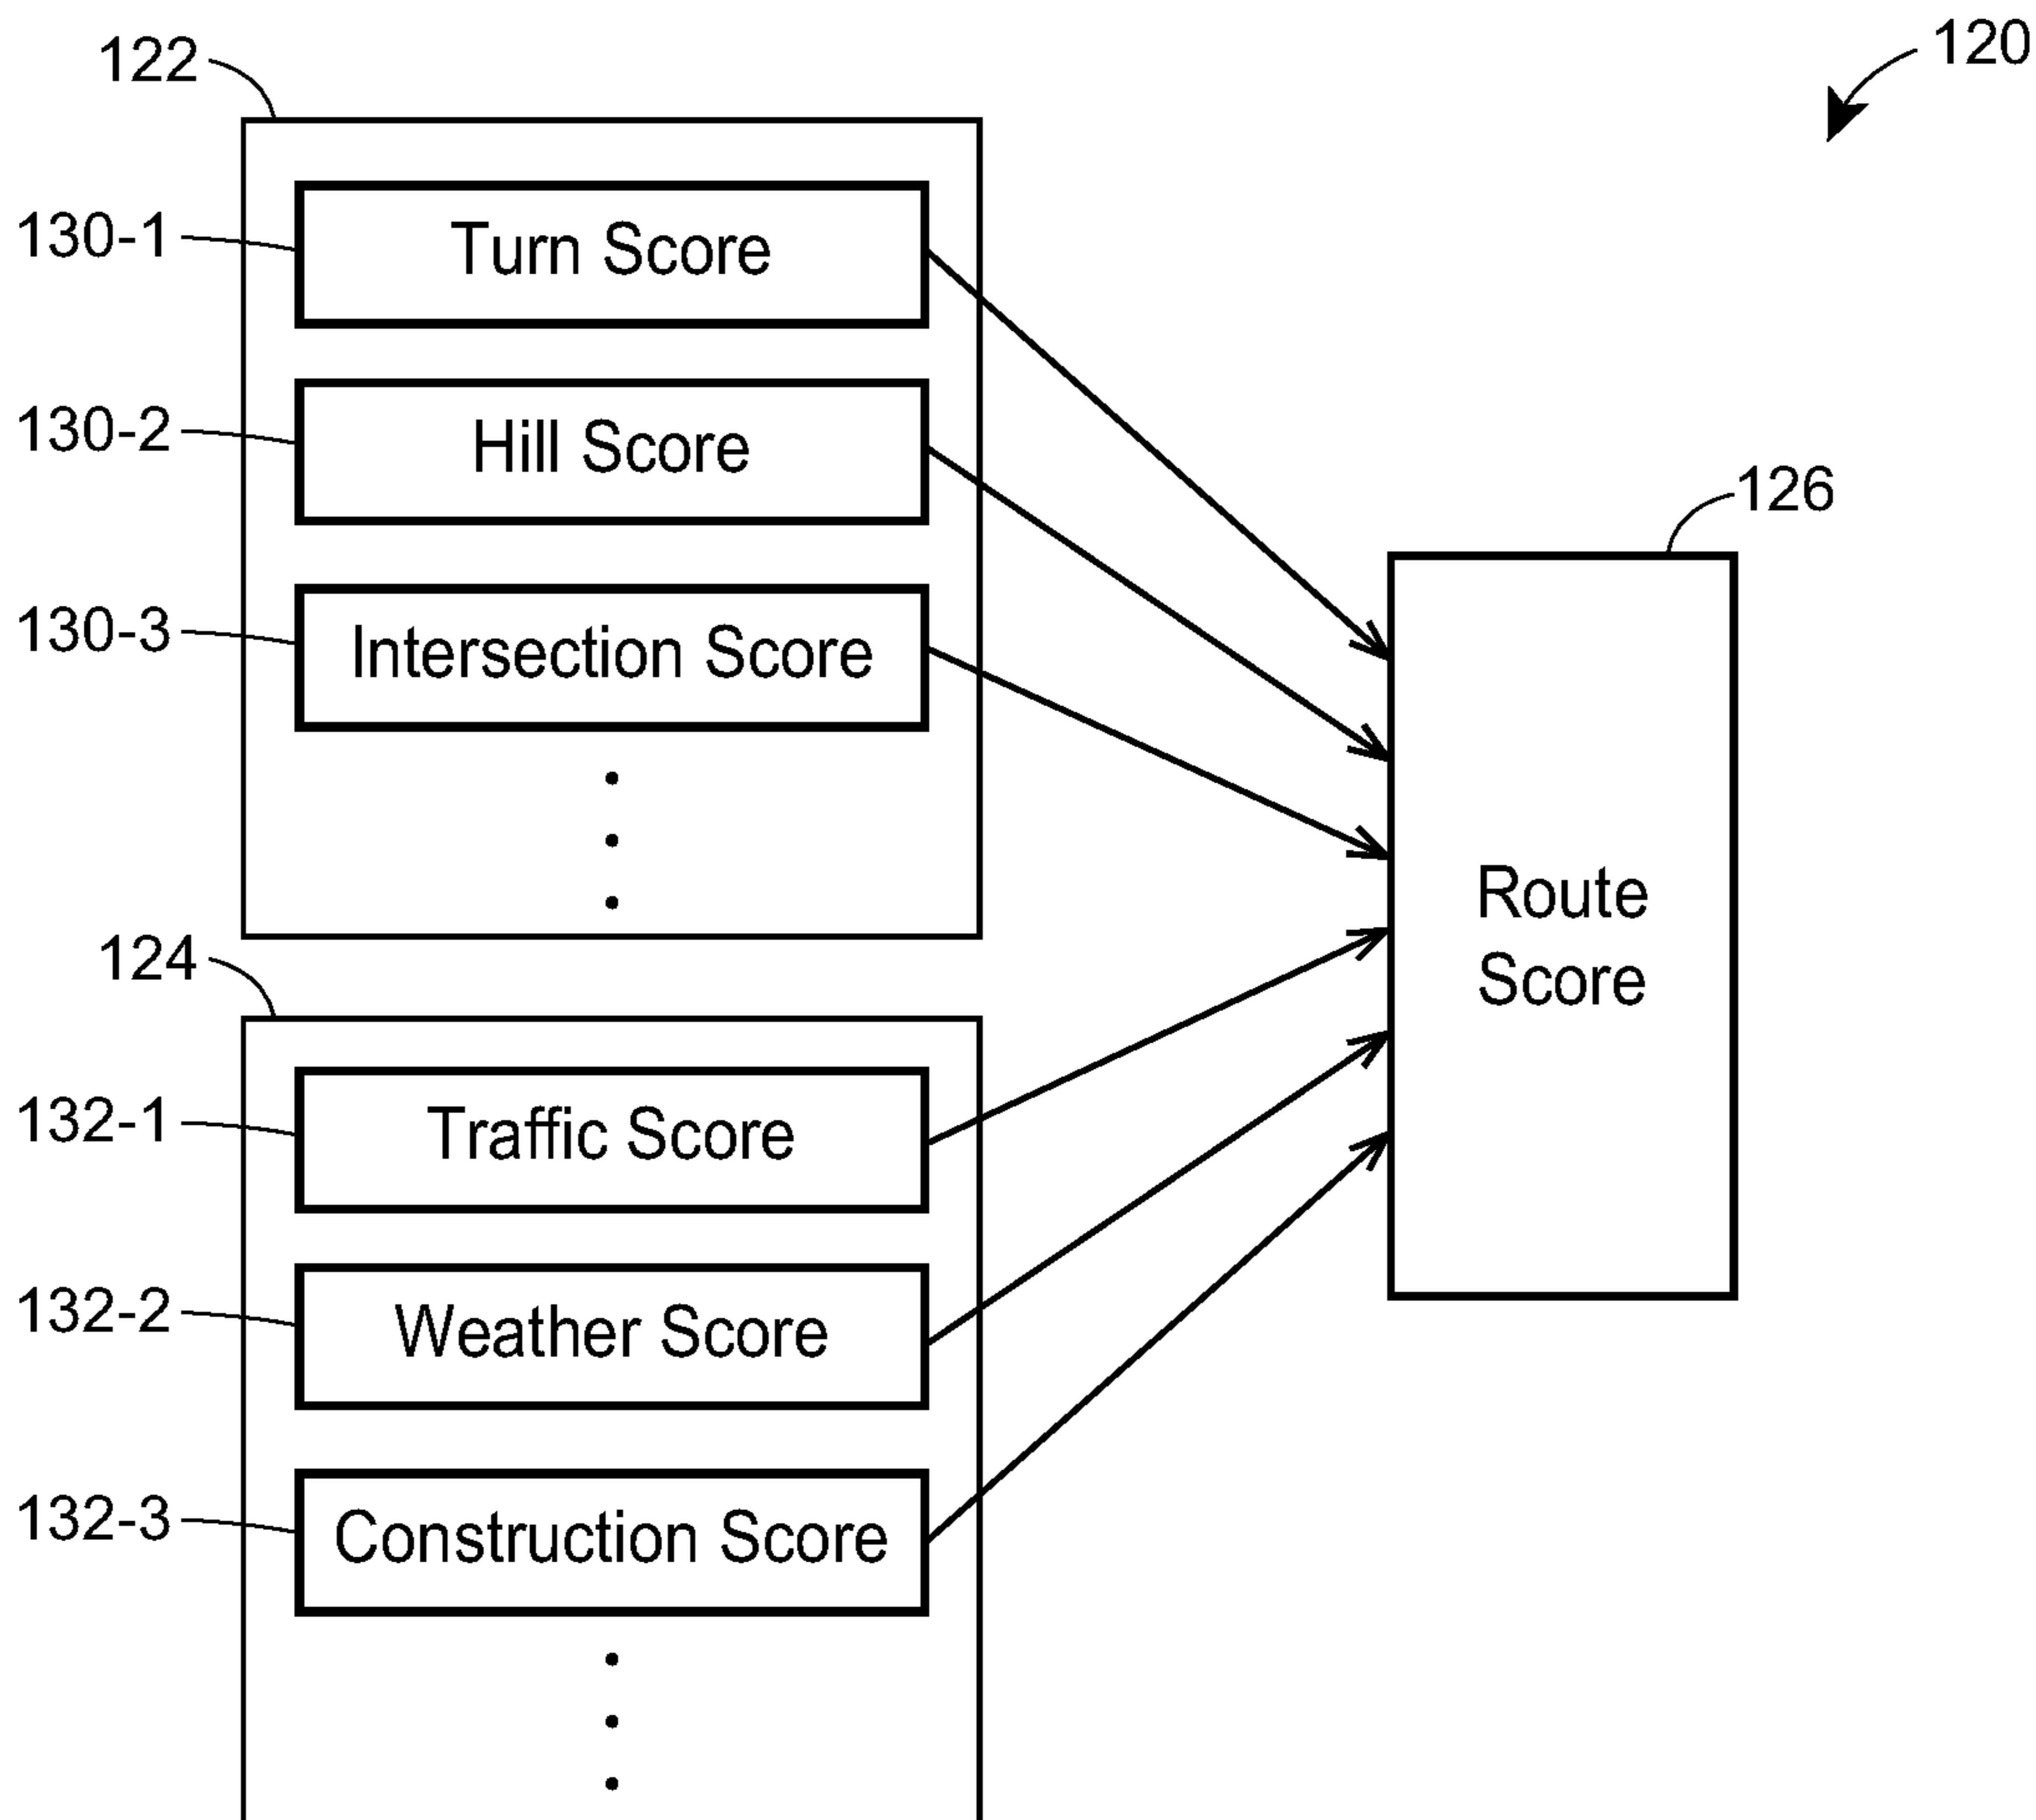 120
122
130-1
Turn Score
130-2
Hill Score
130-3
Intersection Score
126
Route
Score
124
132-1
Traffic Score
132-2
Weather Score
132-3
Construction Score